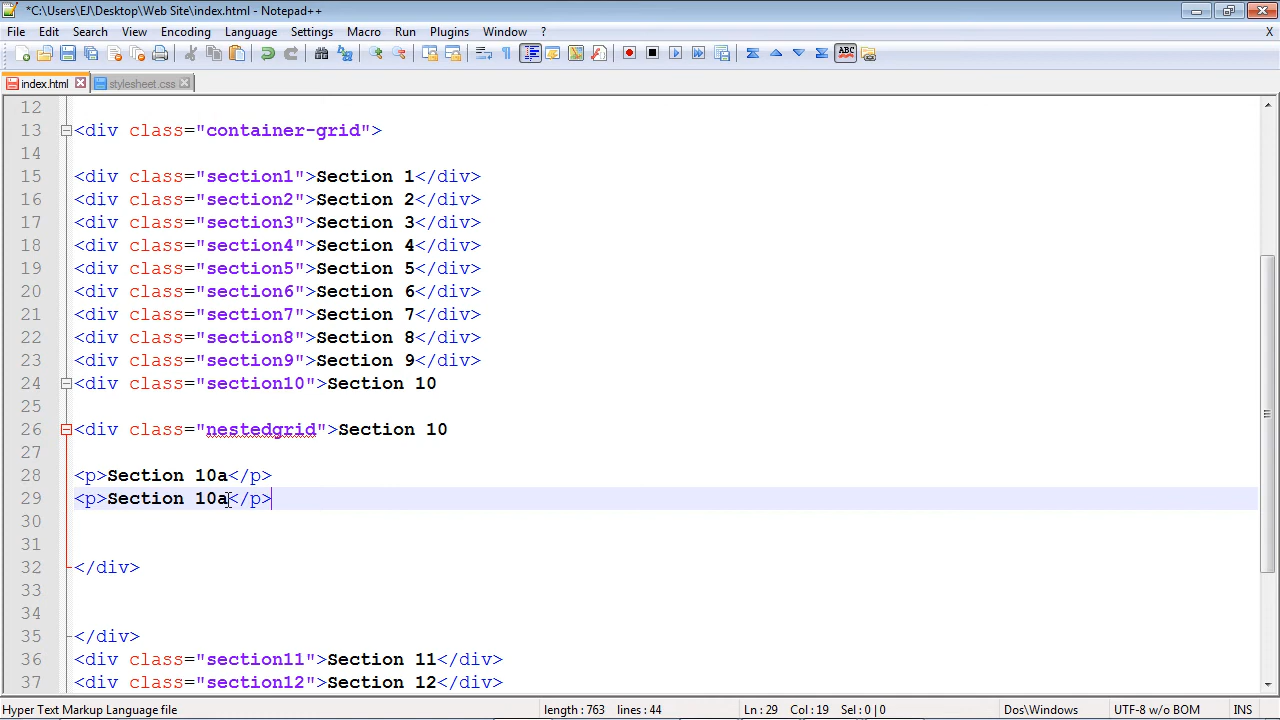 *C:\Users\EJ\Desktop\Web Site\index.html - Notepad++
File Edit Search View Encoding Language Settings Macro Run Plugins Window ? X
ABC
index.html stylesheet.css
12
13 <div class="container-grid">
14
15 <div class="section1">Section 1</div>
16 <div class="section2">Section 2</div>
17 <div class="section3">Section 3</div>
18 <div class="section4">Section 4</div>
19 <div class="section5">Section 5</div>
20 <div class="section6">Section 6</div>
21 <div class="section7">Section 7</div>
22 <div class="section8">Section 8</div>
23 <div class="section9">Section 9</div>
24 <div class="section10">Section 10
25
26 <div class="nestedgrid">Section 10
27
28 <p>Section 10a</p>
29 <p>Section 10a</p>
30
31
32 </div>
33
34
35 </div>
36 <div class="section11">Section 11</div>
37 <div class="section12">Section 12</div>
Hyper Text Markup Language file length : 763 lines : 44 Ln : 29 Col : 19 Sel : 0 | 0 Dos\Windows UTF-8 w/o BOM INS